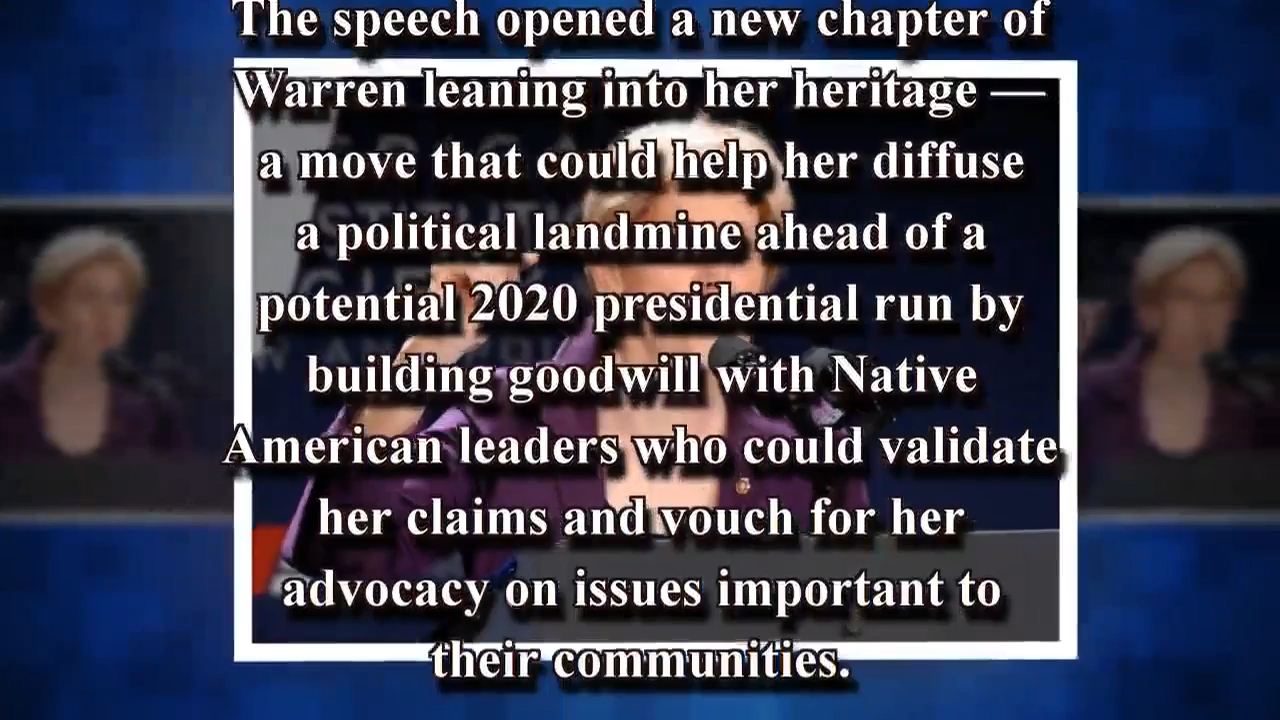 The speech opened a new chapter of
Warren leaning into her heritage —
a move that could help her diffuse
a political landmine ahead of a
potential 2020 presidential run by
building goodwill with Native
American leaders who could validate
her claims and vouch for her
advocacy on issues important to
their communities.